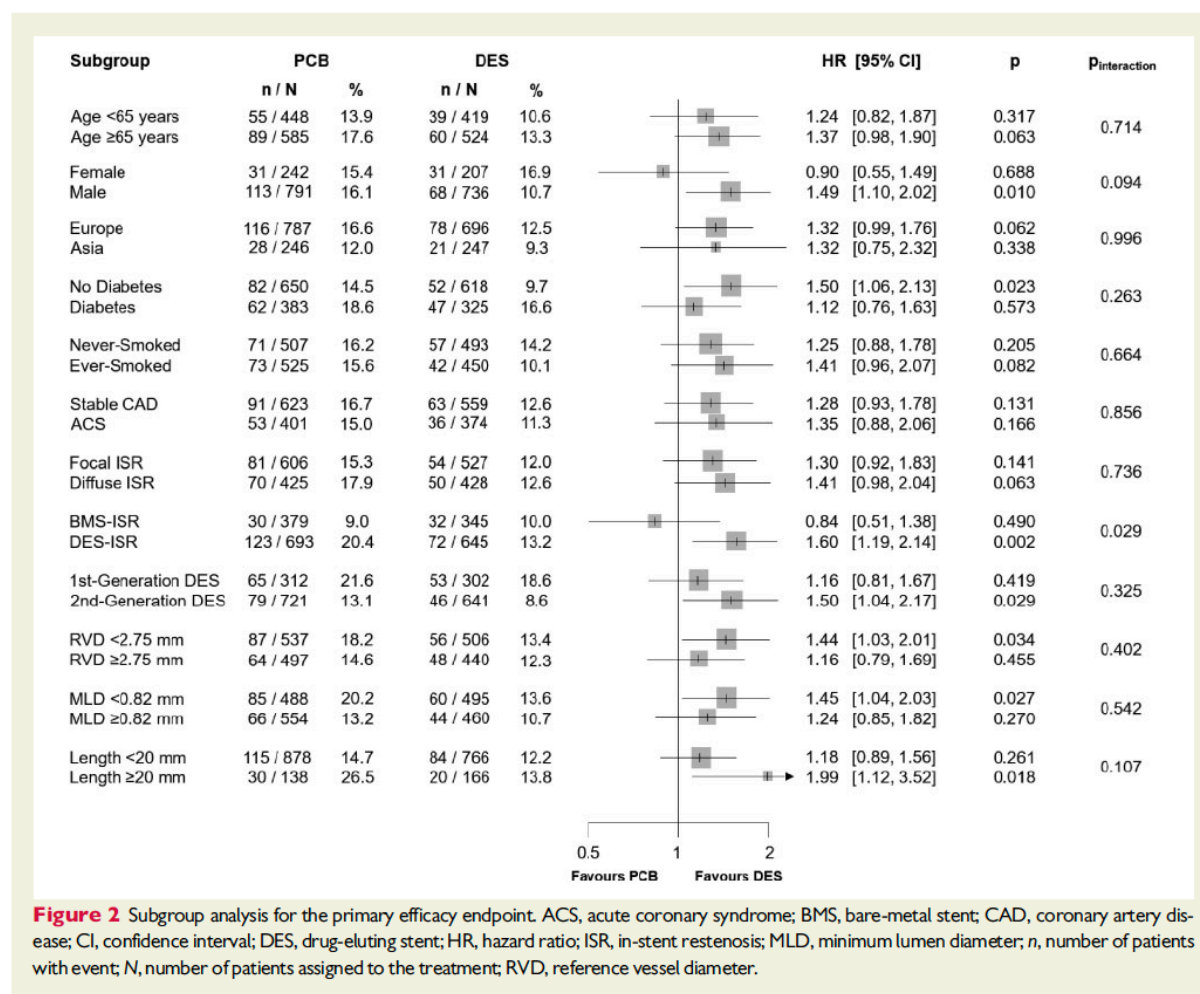 Subgroup PCB DES HR [95% CI] p Pinteraction
n / N % n / N %
Age <65 years 55 / 448 13.9 39 / 419 10.6 1.24 [0.82, 1.87] 0.317
0.714
Age ≥65 years 89 / 585 17.6 60 / 524 13.3 1.37 [0.98, 1.90] 0.063
Female 31 / 242 15.4 31 / 207 16.9 0.90 [0.55, 1.49] 0.688
0.094
Male 113 / 791 16.1 68 / 736 10.7 1.49 [1.10, 2.02] 0.010
Europe 116 / 787 16.6 78 / 696 12.5 1.32 [0.99, 1.76] 0.062
0.996
Asia 28 / 246 12.0 21 / 247 9.3 1.32 [0.75, 2.32] 0.338
No Diabetes 82 / 650 14.5 52 / 618 9.7 1.50 [1.06, 2.13] 0.023
0.263
Diabetes 62 / 383 18.6 47 / 325 16.6 1.12 [0.76, 1.63] 0.573
Never-Smoked 71 / 507 16.2 57 / 493 14.2 1.25 [0.88, 1.78] 0.205
0.664
Ever-Smoked 73 / 525 15.6 42 / 450 10.1 1.41 [0.96, 2.07] 0.082
Stable CAD 91 / 623 16.7 63 / 559 12.6 1.28 [0.93, 1.78] 0.131
0.856
ACS 53 / 401 15.0 36 / 374 11.3 1.35 [0.88, 2.06] 0.166
Focal ISR 81 / 606 15.3 54 / 527 12.0 1.30 [0.92, 1.83] 0.141
0.736
Diffuse ISR 70 / 425 17.9 50 / 428 12.6 1.41 [0.98, 2.04] 0.063
BMS-ISR 30 / 379 9.0 32 / 345 10.0 0.84 [0.51, 1.38] 0.490
0.029
DES-ISR 123 / 693 20.4 72 / 645 13.2 1.60 [1.19, 2.14] 0.002
1st-Generation DES 65 / 312 21.6 53 / 302 18.6 1.16 [0.81, 1.67] 0.419
0.325
2nd-Generation DES 79 / 721 13.1 46 / 641 8.6 1.50 [1.04, 2.17] 0.029
RVD <2.75 mm 87 / 537 18.2 56 / 506 13.4 1.44 [1.03, 2.01] 0.034
0.402
RVD ≥2.75 mm 64 / 497 14.6 48 / 440 12.3 1.16 [0.79, 1.69] 0.455
MLD <0.82 mm 85 / 488 20.2 60 / 495 13.6 1.45 [1.04, 2.03] 0.027
0.542
MLD ≥0.82 mm 66 / 554 13.2 44 / 460 10.7 1.24 [0.85, 1.82] 0.270
Length <20 mm 115 / 878 14.7 84 / 766 12.2 1.18 [0.89, 1.56] 0.261
0.107
Length ≥20 mm 30 / 138 26.5 20 / 166 13.8 1.99 [1.12, 3.52] 0.018
0.5 1 2
Favours PCB Favours DES
Figure 2 Subgroup analysis for the primary efficacy endpoint. ACS, acute coronary syndrome; BMS, bare-metal stent; CAD, coronary artery dis-
ease; CI, confidence interval; DES, drug-eluting stent; HR, hazard ratio; ISR, in-stent restenosis; MLD, minimum lumen diameter; n, number of patients
with event; N, number of patients assigned to the treatment; RVD, reference vessel diameter.